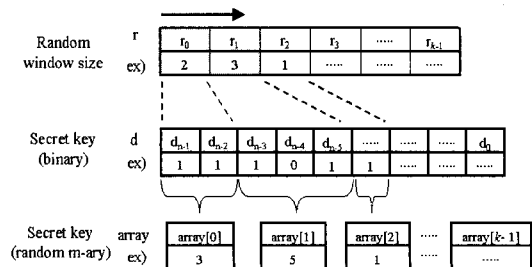 r
Random window size r₀ r₁ r₂ r₃ ..... rₖ₋₁
ex) 2 3 1 ..... ..... .....
Secret key (binary) d dₙ₋₁ dₙ₋₂ dₙ₋₃ dₙ₋₄ dₙ₋₅ ..... ..... ..... d₀
ex) 1 1 1 0 1 1 ..... ..... .....
Secret key (random m-ary) array array[0] array[1] array[2] ..... array[k-1]
ex) 3 5 1 ..... .....